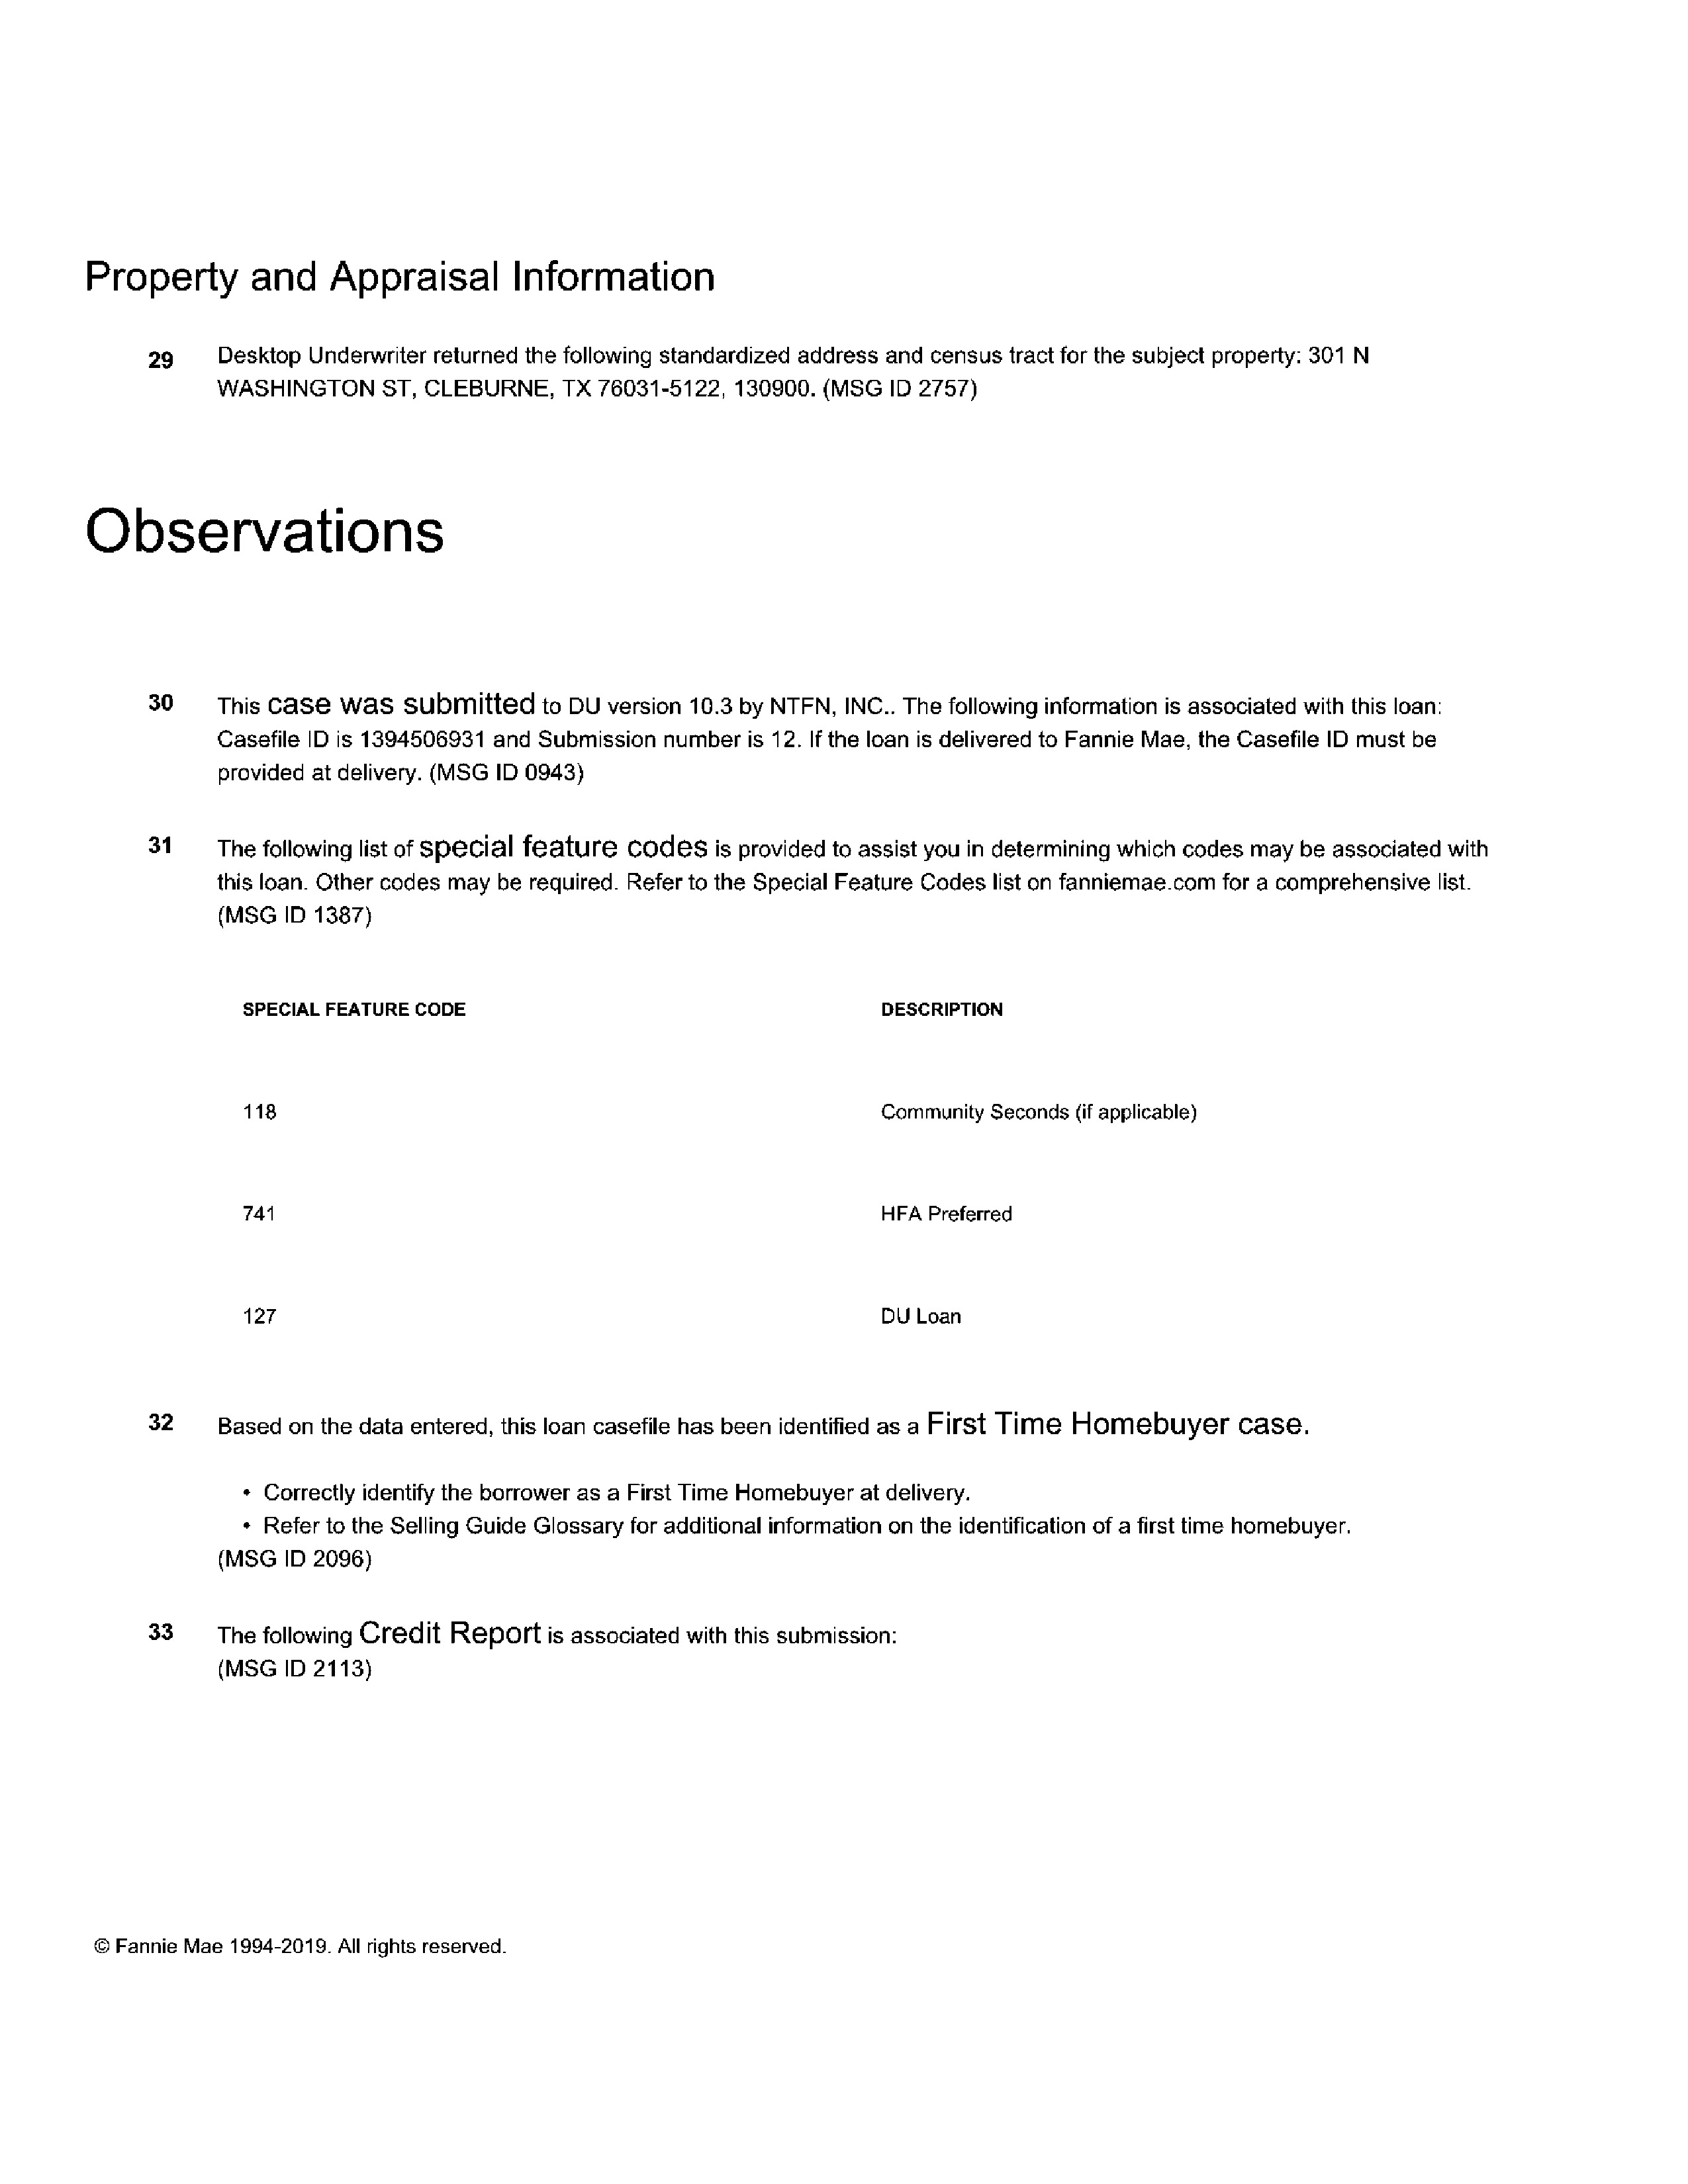 Property and Appraisal Information
29 Desktop Underwriter returned the following standardized address and census tract for the subject property: 301 N
WASHINGTON ST, CLEBURNE, TX 76031-5122, 130900. (MSG ID 2757)
Observations
30 This case was submitted to DU version 10.3 by NTFN, INC.. The following information is associated with this loan:
Casefile ID is 1394506931 and Submission number is 12. If the loan is delivered to Fannie Mae, the Casefile ID must be
provided at delivery. (MSG ID 0943)
31 The following list of special feature codes is provided to assist you in determining which codes may be associated with
this loan. Other codes may be required. Refer to the Special Feature Codes list on fanniemae.com for a comprehensive list.
(MSG ID 1387)
SPECIAL FEATURE CODE DESCRIPTION
118 Community Seconds (if applicable)
741 HFA Preferred
127 DU Loan
32 Based on the data entered, this loan casefile has been identified as a First Time Homebuyer case.
• Correctly identify the borrower as a First Time Homebuyer at delivery.
• Refer to the Selling Guide Glossary for additional information on the identification of a first time homebuyer.
(MSG ID 2096)
33 The following Credit Report is associated with this submission:
(MSG ID 2113)
© Fannie Mae 1994-2019. All rights reserved.